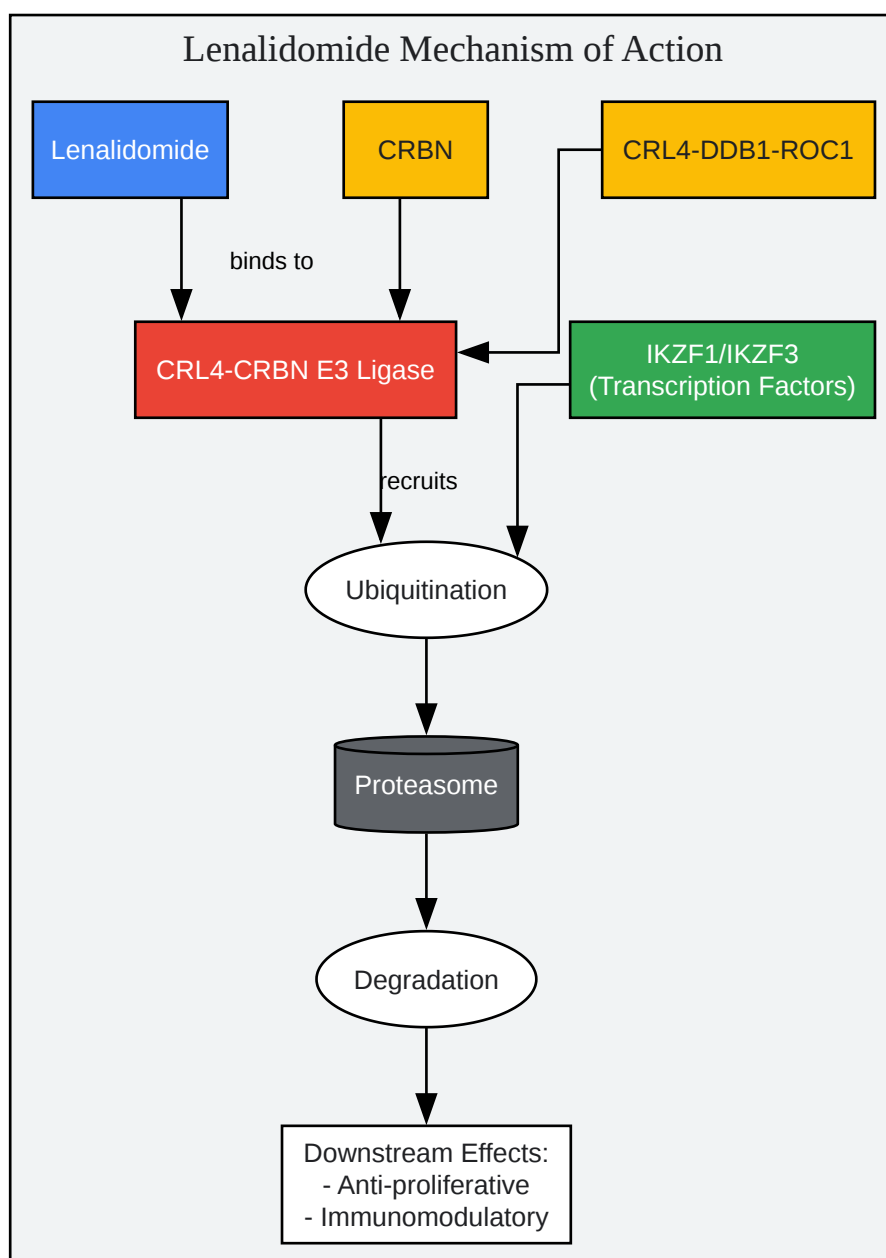 Lenalidomide Mechanism of Action
Lenalidomide
CRBN
CRL4-DDB1-ROC1
binds to
CRL4-CRBN E3 Ligase
IKZF1/IKZF3
(Transcription Factors)
recruits
Ubiquitination
Proteasome
Degradation
Downstream Effects:
- Anti-proliferative
- Immunomodulatory